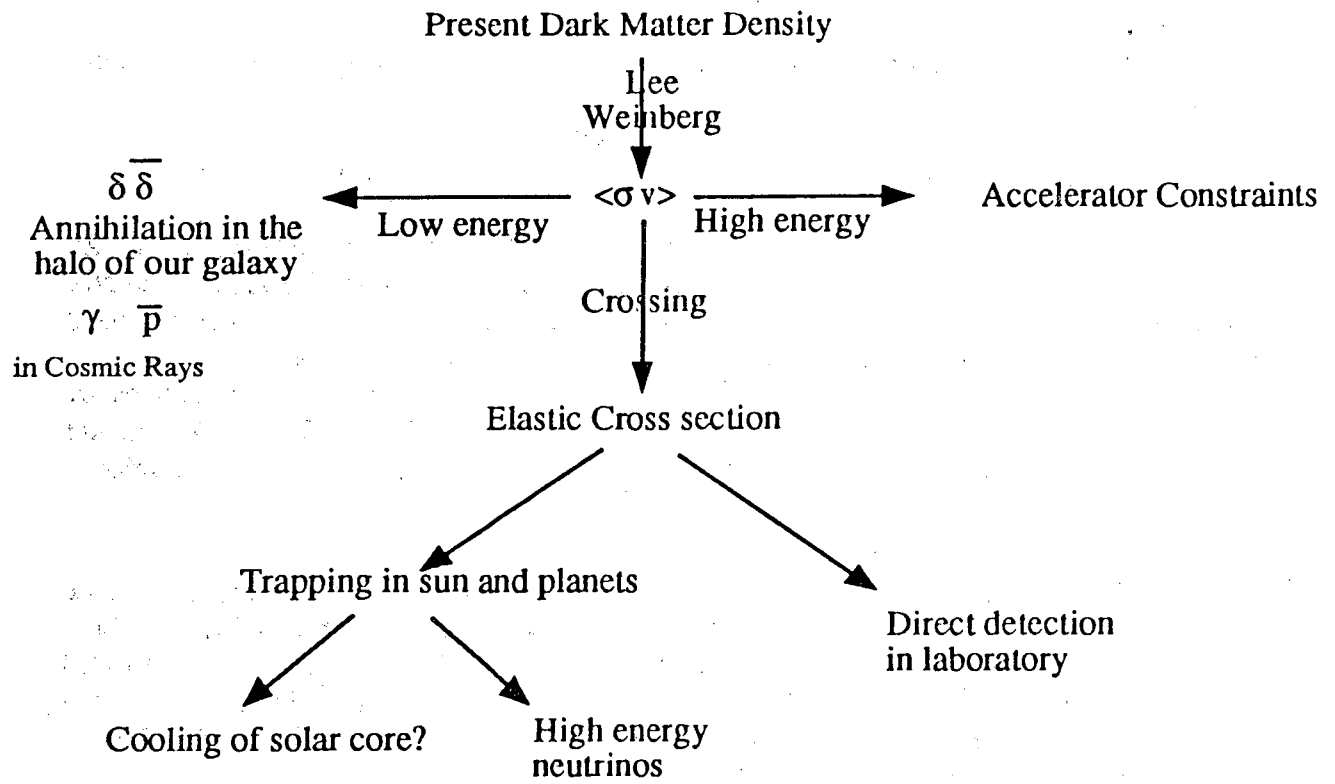 Present Dark Matter Density
Lee
Weinberg
δ δ̅
<σ v>
Accelerator Constraints
Low energy
High energy
Annihilation in the
halo of our galaxy
γ p̅
in Cosmic Rays
Crossing
Elastic Cross section
Trapping in sun and planets
Direct detection
in laboratory
Cooling of solar core?
High energy
neutrinos